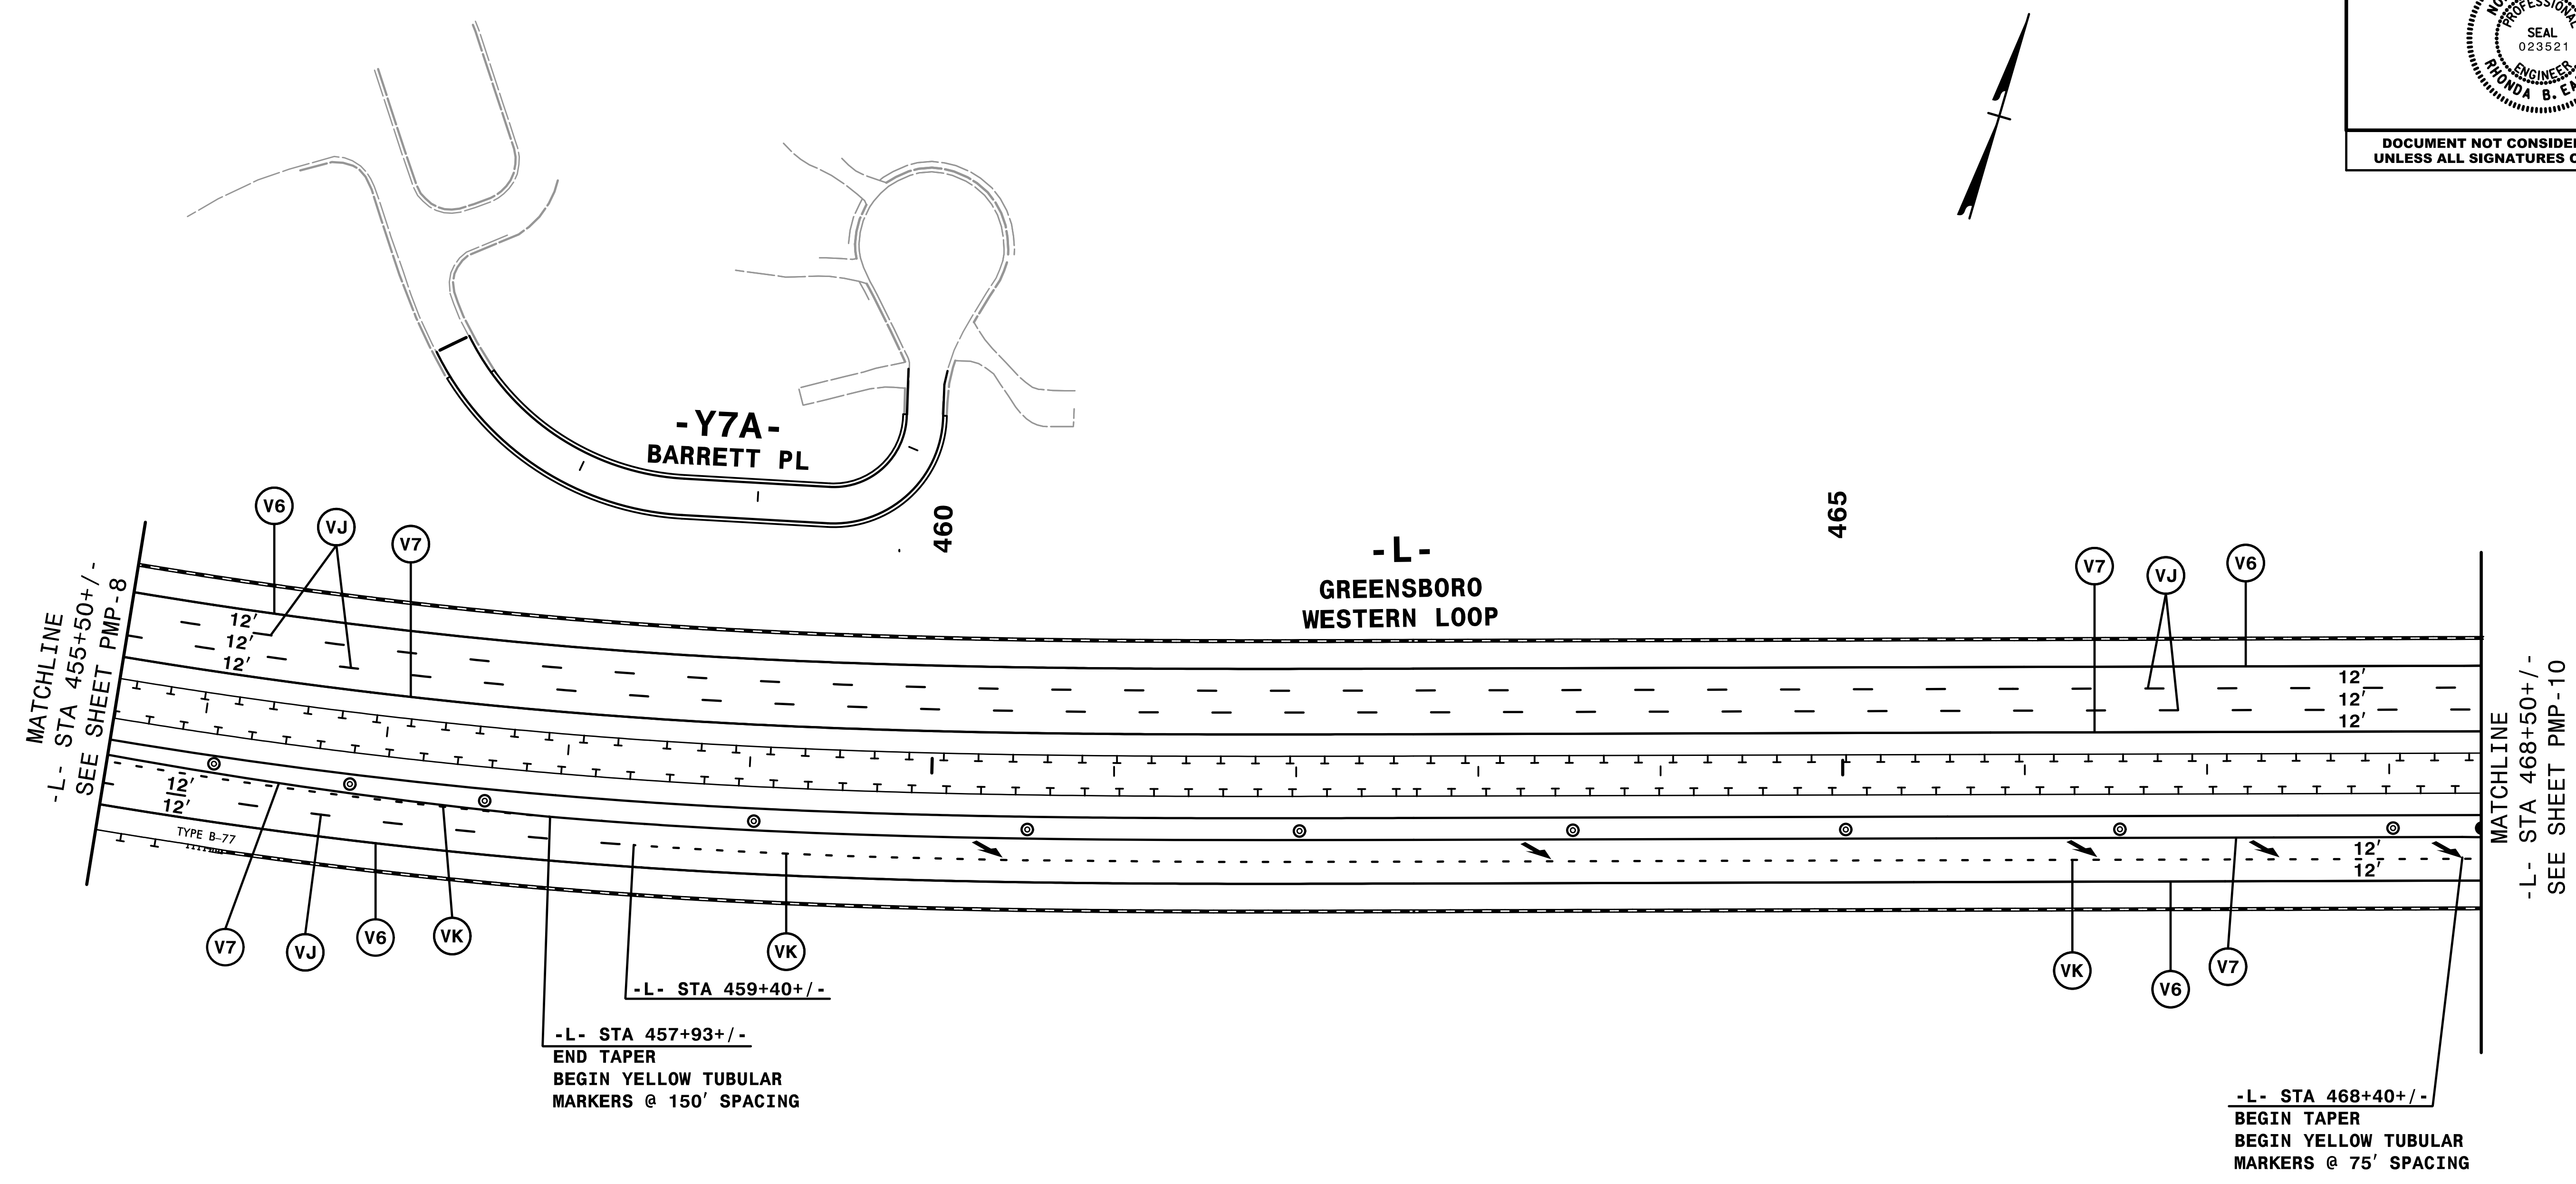 PROFESSIONAL
SEAL
023521
ENGINEER
RHONDA B.
DOCUMENT NOT
UNLESS ALL SIGNATURES
-Y7A-
BARRETT PL
460
465
-L-
GREENSBORO
WESTERN LOOP
V6
VJ
V7
V7
VJ
V6
MATCHLINE
-L- STA 455+50+/-
SEE SHEET PMP-8
12'
12'
12'
12'
12'
12'
12'
12'
TYPE B-77
12'
12'
MATCHLINE
-L- STA 468+50+/-
SEE SHEET PMP-10
V7
VJ
V6
VK
VK
VK
V6
V7
-L- STA 459+40+/-
-L- STA 457+93+/-
END TAPER
BEGIN YELLOW TUBULAR
MARKERS @ 150' SPACING
-L- STA 468+40+/-
BEGIN TAPER
BEGIN YELLOW TUBULAR
MARKERS @ 75' SPACING